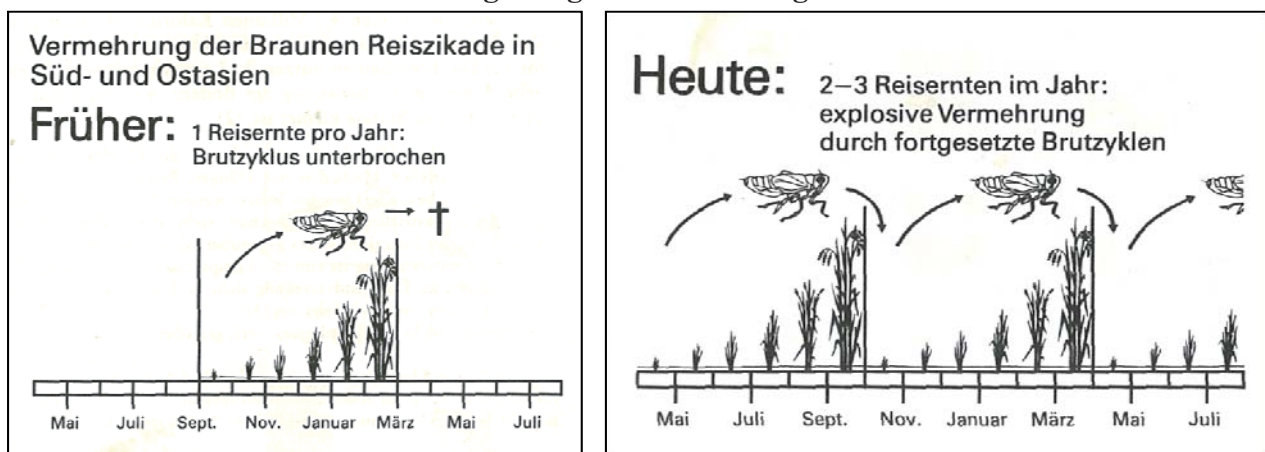 Vermehrung der Braunen Reiszikade in
Süd- und Ostasien
Früher: 1 Reisernte pro Jahr:
Brutzyklus unterbrochen
Mai Juli Sept. Nov. Januar März Mai Juli
Heute: 2–3 Reisernten im Jahr:
explosive Vermehrung
durch fortgesetzte Brutzyklen
Mai Juli Sept. Nov. Januar März Mai Juli